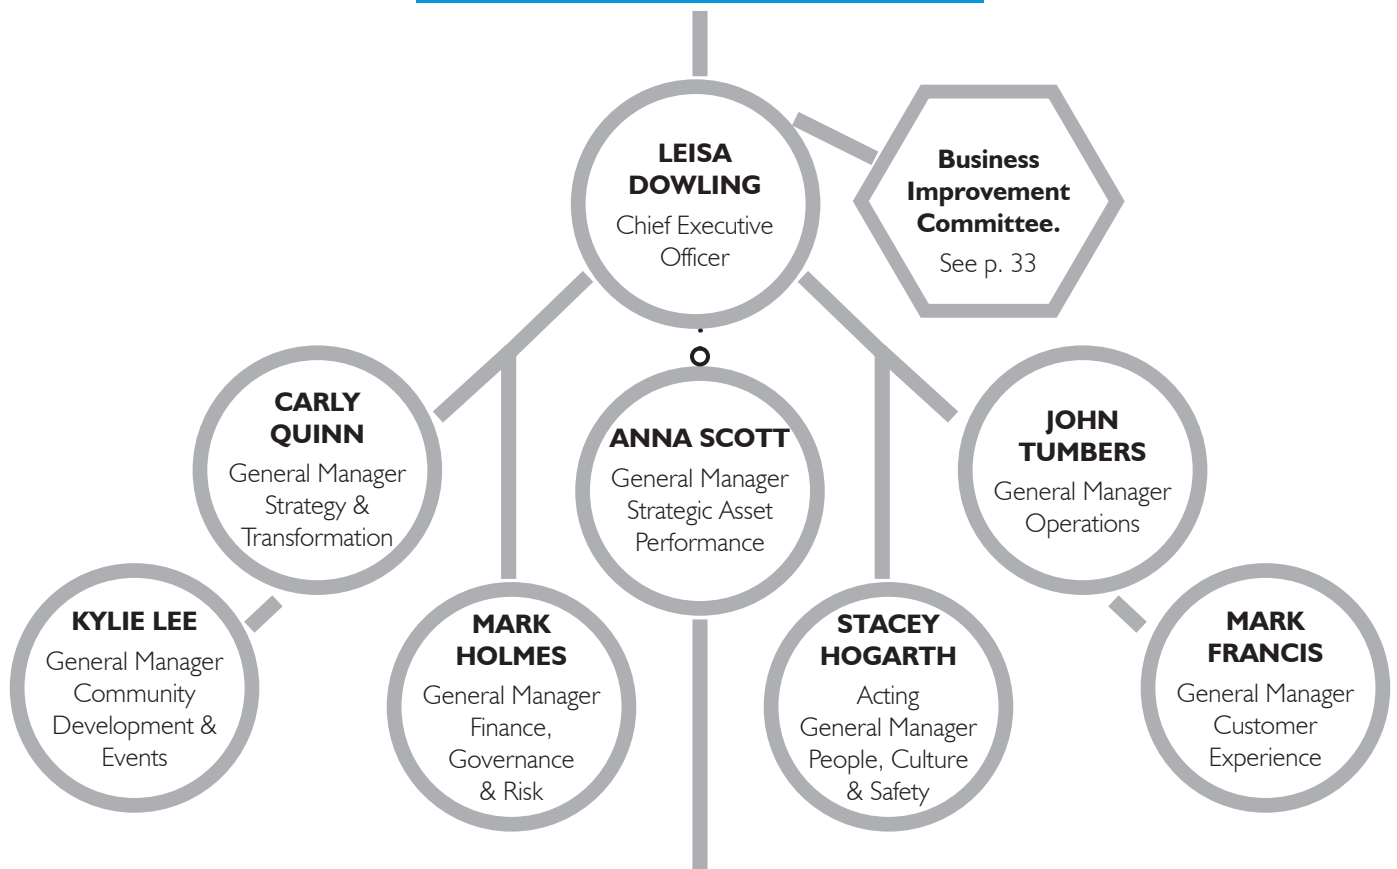 LEISA
DOWLING
Chief Executive
Officer
Business
Improvement
Committee.
See p. 33
CARLY
QUINN
General Manager
Strategy &
Transformation
ANNA SCOTT
General Manager
Strategic Asset
Performance
JOHN
TUMBERS
General Manager
Operations
KYLIE LEE
General Manager
Community
Development &
Events
MARK
HOLMES
General Manager
Finance,
Governance
& Risk
STACEY
HOGARTH
Acting
General Manager
People, Culture
& Safety
MARK
FRANCIS
General Manager
Customer
Experience